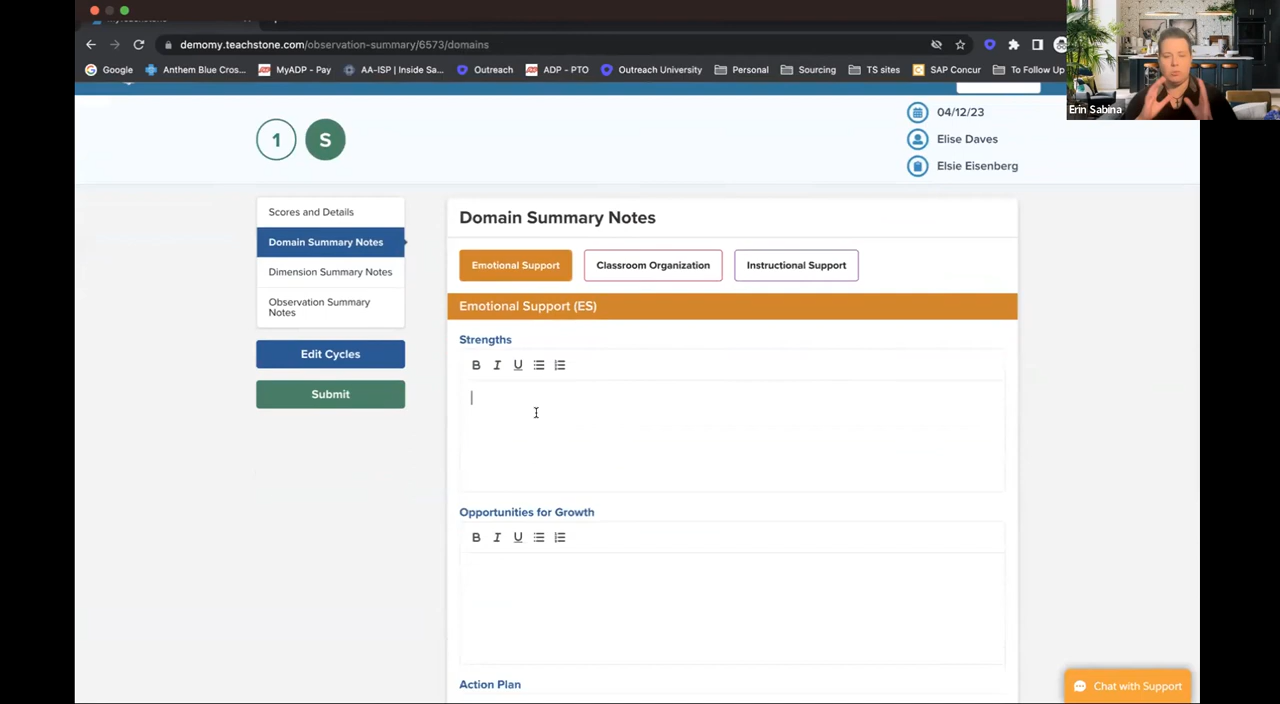 demomy.teachstone.com/observation-summary/6573/domains
Google
Anthem Blue Cros...
MyADP - Pay
AA-ISP | Inside Sa...
ADP - PTO
Outreach University
Sourcing
TS sites
SAP Concur
To Follow Up
Erin Sabina
1
S
04/12/23
Elise Daves
Elsie Eisenberg
Scores and Details
Domain Summary Notes
Dimension Summary Notes
Observation Summary
Notes
Edit Cycles
Submit
Domain Summary Notes
Emotional Support
Classroom Organization
Instructional Support
Emotional Support (ES)
Strengths
B I U
Opportunities for Growth
B I U
Action Plan
Chat with Support